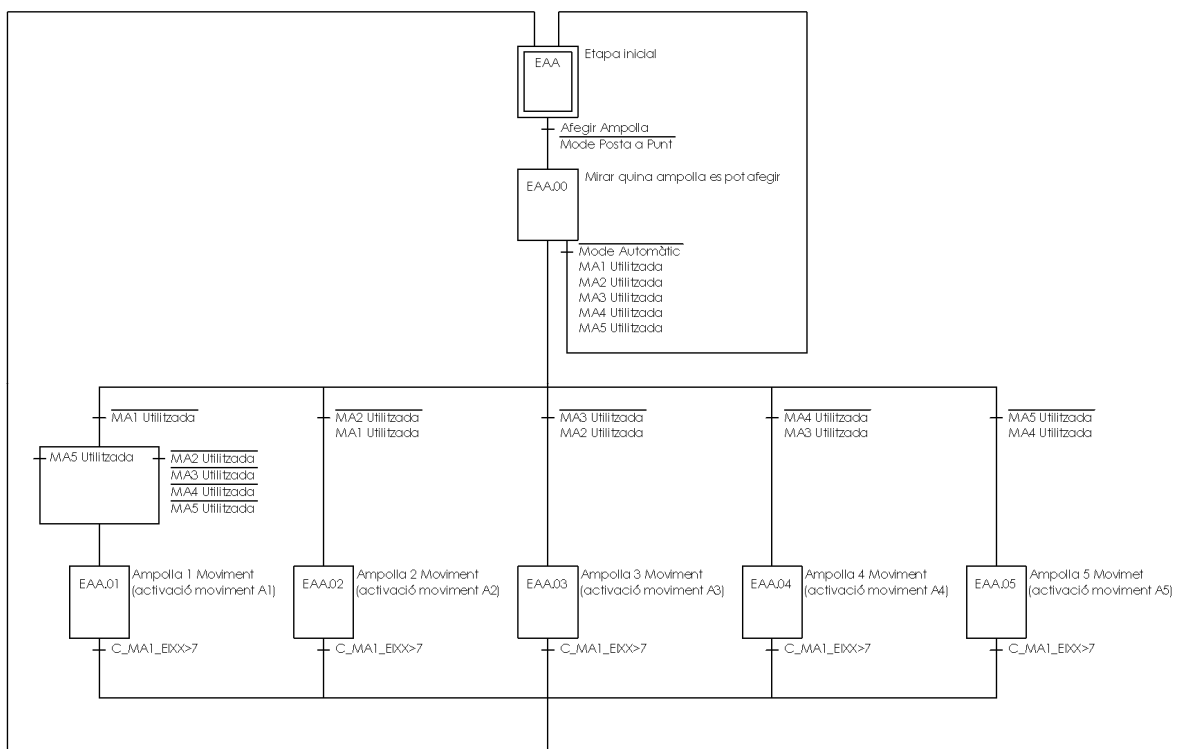 EAA
Etapa inicial
Afegir Ampolla
Mode Posta a Punt
EAA.00
Mirar quina ampolla es pot afegir
Mode Automàtic
MA1 Utilitzada
MA2 Utilitzada
MA3 Utilitzada
MA4 Utilitzada
MA5 Utilitzada
MA1 Utilitzada
MA2 Utilitzada
MA1 Utilitzada
MA3 Utilitzada
MA2 Utilitzada
MA4 Utilitzada
MA3 Utilitzada
MA5 Utilitzada
MA4 Utilitzada
MA5 Utilitzada
MA2 Utilitzada
MA3 Utilitzada
MA4 Utilitzada
MA5 Utilitzada
EAA.01
Ampolla 1 Moviment
(activació moviment A1)
EAA.02
Ampolla 2 Moviment
(activació moviment A2)
EAA.03
Ampolla 3 Moviment
(activació moviment A3)
EAA.04
Ampolla 4 Moviment
(activació moviment A4)
EAA.05
Ampolla 5 Movimet
(activació moviment A5)
C_MA1_EIXX>7
C_MA1_EIXX>7
C_MA1_EIXX>7
C_MA1_EIXX>7
C_MA1_EIXX>7